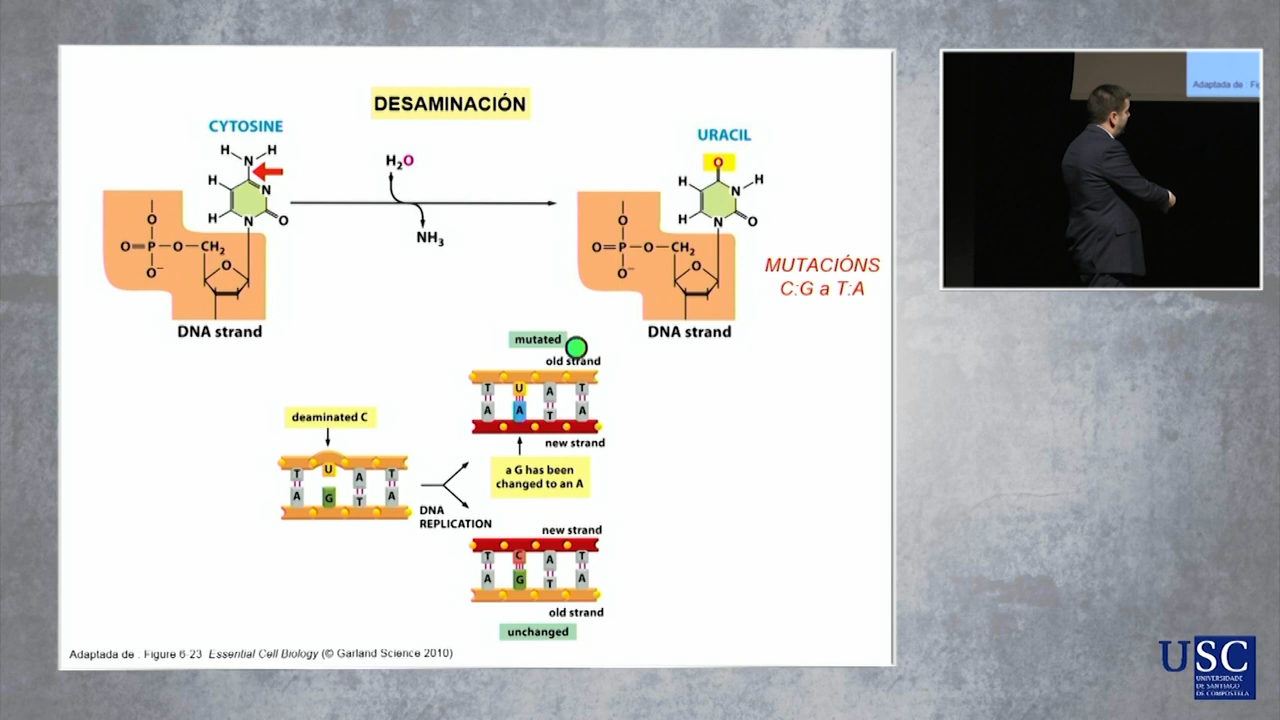 DESAMINACIÓN
CYTOSINE
H H
N
H
N
H
N O
H₂O
NH₃
URACIL
O
H
N H
H
N O
O
O=P—O—CH₂
O⁻
O
DNA strand
O
O=P—O—CH₂
O⁻
O
DNA strand
MUTACIÓNS
C:G a T:A
mutated
old strand
T U A T
A A T A
new strand
a G has been
changed to an A
deaminated C
T U A T
A G T A
DNA
REPLICATION
new strand
T C A T
A G T A
old strand
unchanged
Adaptada de : Figure 6-23 Essential Cell Biology (© Garland Science 2010)
Adaptada de : Fi
USC
UNIVERSIDADE
DE SANTIAGO
DE COMPOSTELA